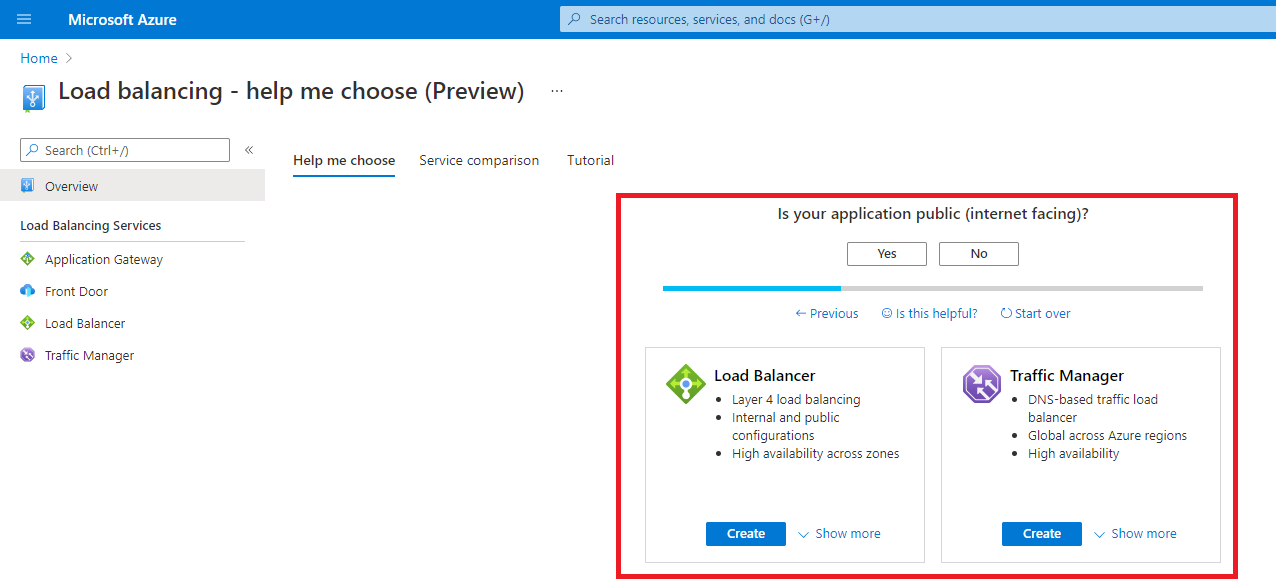 Microsoft Azure
Search resources, services, and docs (G+/)
Home
Load balancing - help me choose (Preview)
...
Search (Ctrl+/)
«
Overview
Load Balancing Services
Application Gateway
Front Door
Load Balancer
Traffic Manager
Help me choose
Service comparison
Tutorial
Is your application public (internet facing)?
Yes
No
← Previous
Is this helpful?
Start over
Load Balancer
• Layer 4 load balancing
• Internal and public
configurations
• High availability across zones
Create
Show more
Traffic Manager
• DNS-based traffic load
balancer
• Global across Azure regions
• High availability
Create
Show more